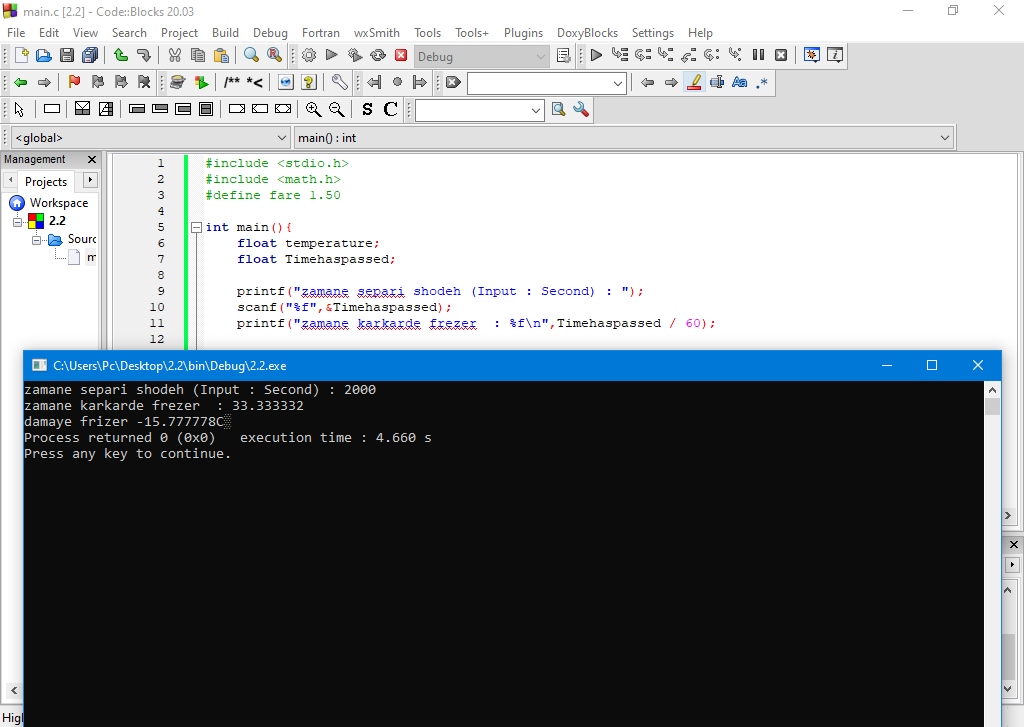 main.c [2.2] - Code::Blocks 20.03
File Edit View Search Project Build Debug Fortran wxSmith Tools Tools+ Plugins DoxyBlocks Settings Help
Debug
/** *<
Aa .*
S C
<global> main() : int
Management
Projects
Workspace
2.2
Sourc
m
1 #include <stdio.h>
2 #include <math.h>
3 #define fare 1.50
4
5 int main(){
6 float temperature;
7 float Timehaspassed;
8
9 printf("zamane separi shodeh (Input : Second) : ");
10 scanf("%f",&Timehaspassed);
11 printf("zamane karkarde frezer  : %f\n",Timehaspassed / 60);
12
C:\Users\Pc\Desktop\2.2\bin\Debug\2.2.exe
zamane separi shodeh (Input : Second) : 2000
zamane karkarde frezer  : 33.333332
damaye frizer -15.777778C░
Process returned 0 (0x0)   execution time : 4.660 s
Press any key to continue.
Higl